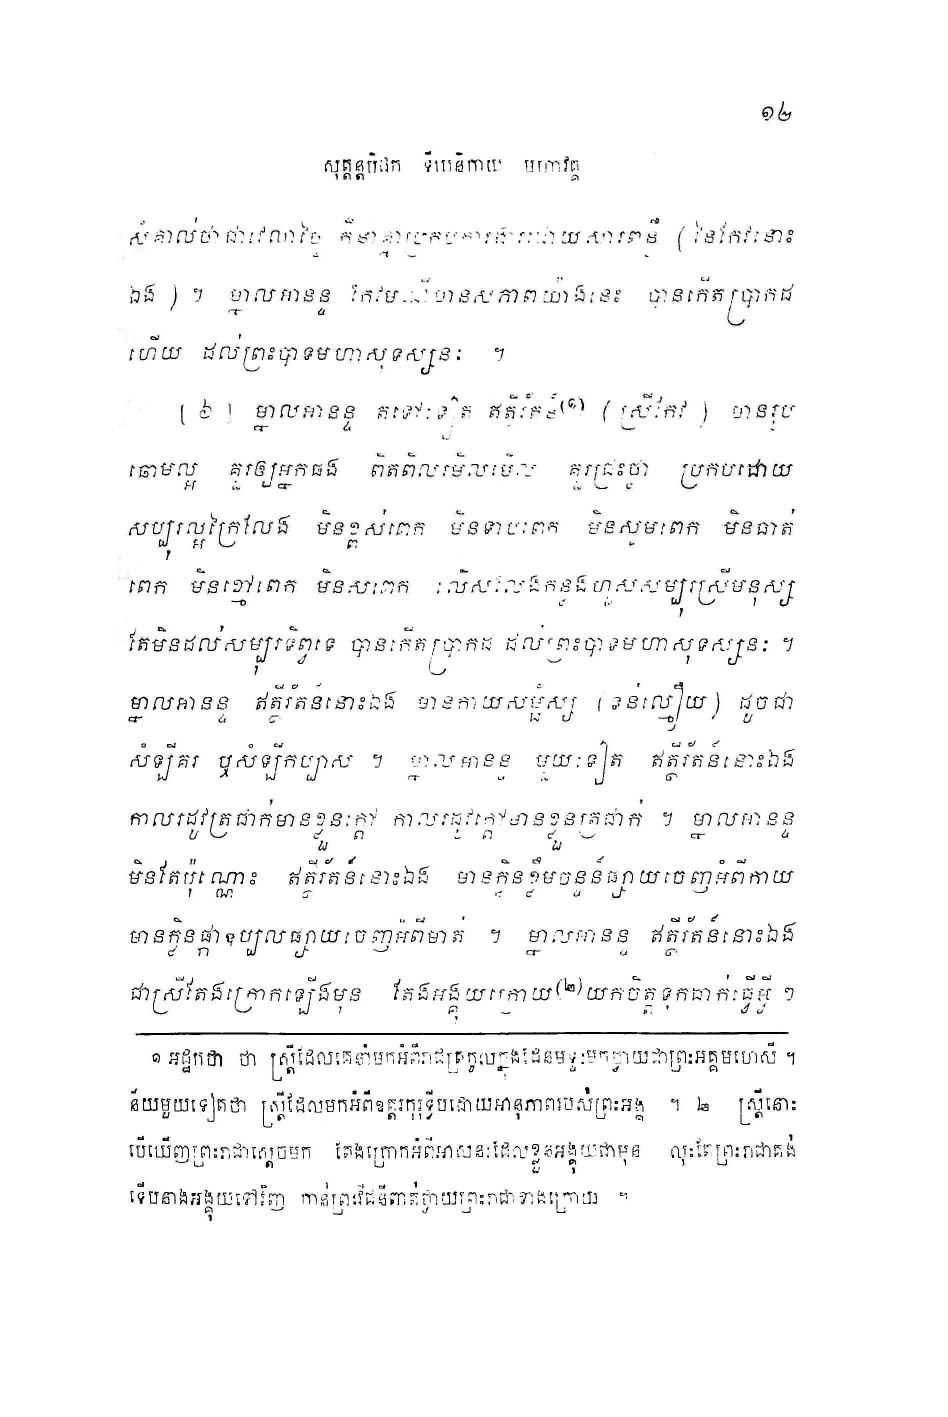 ១២
សុត្តន្តបិដក ទីឃនិកាយ មហាវគ្គ
សំគាល់ថាជាវេលាថ្ងៃ ក៏នាំគ្នាប្រកបការងារដោយសារពន្លឺ (នៃកែវនោះ
ឯង) ។ ម្នាលអានន្ទ កែវមណីមានសភាពយ៉ាងនេះ បានកើតប្រាកដ
ហើយ ដល់ព្រះបាទមហាសុទស្សនៈ ។
(៦) ម្នាលអានន្ទ តទៅទៀត ឥត្ថីរ័តន៍(១) (ស្រីកែវ) មានរូប
ឆោមល្អ គួរឲ្យអ្នកផង ពិតពិលរមិលមើល គួរជ្រះថ្លា ប្រកបដោយ
សម្បុរល្អក្រៃលែង មិនខ្ពស់ពេក មិនទាបពេក មិនស្គមពេក មិនធាត់
ពេក មិនខ្មៅពេក មិនសពេក លើសលែងកន្លងហួសសម្បុរស្រីមនុស្ស
តែមិនដល់សម្បុរទិព្វទេ បានកើតប្រាកដ ដល់ព្រះបាទមហាសុទស្សនៈ ។
ម្នាលអានន្ទ ឥត្ថីរ័តន៍នោះឯង មានកាយសម្ផ័ស្ស (ទន់ល្មើយ) ដូចជា
សំឡីគរ ឬសំឡីកប្បាស ។ ម្នាលអានន្ទ មួយទៀត ឥត្ថីរ័តន៍នោះឯង
កាលរដូវត្រជាក់មានខ្លួនក្តៅ កាលរដូវក្តៅមានខ្លួនត្រជាក់ ។ ម្នាលអានន្ទ
មិនតែប៉ុណ្ណោះ ឥត្ថីរ័តន៍នោះឯង មានក្លិនខ្លឹមចន្ទន៍ផ្សាយចេញអំពីកាយ
មានក្លិនផ្កាឧប្បលផ្សាយចេញអំពីមាត់ ។ ម្នាលអានន្ទ ឥត្ថីរ័តន៍នោះឯង
ជាស្រីតែងក្រោកឡើងមុន តែងអង្គុយក្រោយ(២)យកចិត្តទុកដាក់ធ្វើអ្វី ៗ
១ អដ្ឋកថា ថា ស្ត្រីដែលគេនាំមកអំពីរាជត្រកូលក្នុងដែនមទ្ទៈមកថ្វាយជាព្រះអគ្គមហេសី ។
ន័យមួយទៀតថា ស្ត្រីដែលមកអំពីឧត្តរកុរុទ្វីបដោយអានុភាពរបស់ព្រះអង្គ ។ ២ ស្ត្រីនោះ
បើឃើញព្រះរាជាស្តេចមក តែងក្រោកអំពីអាសនៈដែលខ្លួនអង្គុយជាមុន លុះតែព្រះរាជាគង់
ទើបនាងអង្គុយទៅវិញ កាន់ព្រះវីជនីពាត់ថ្វាយព្រះរាជាខាងក្រោយ ។